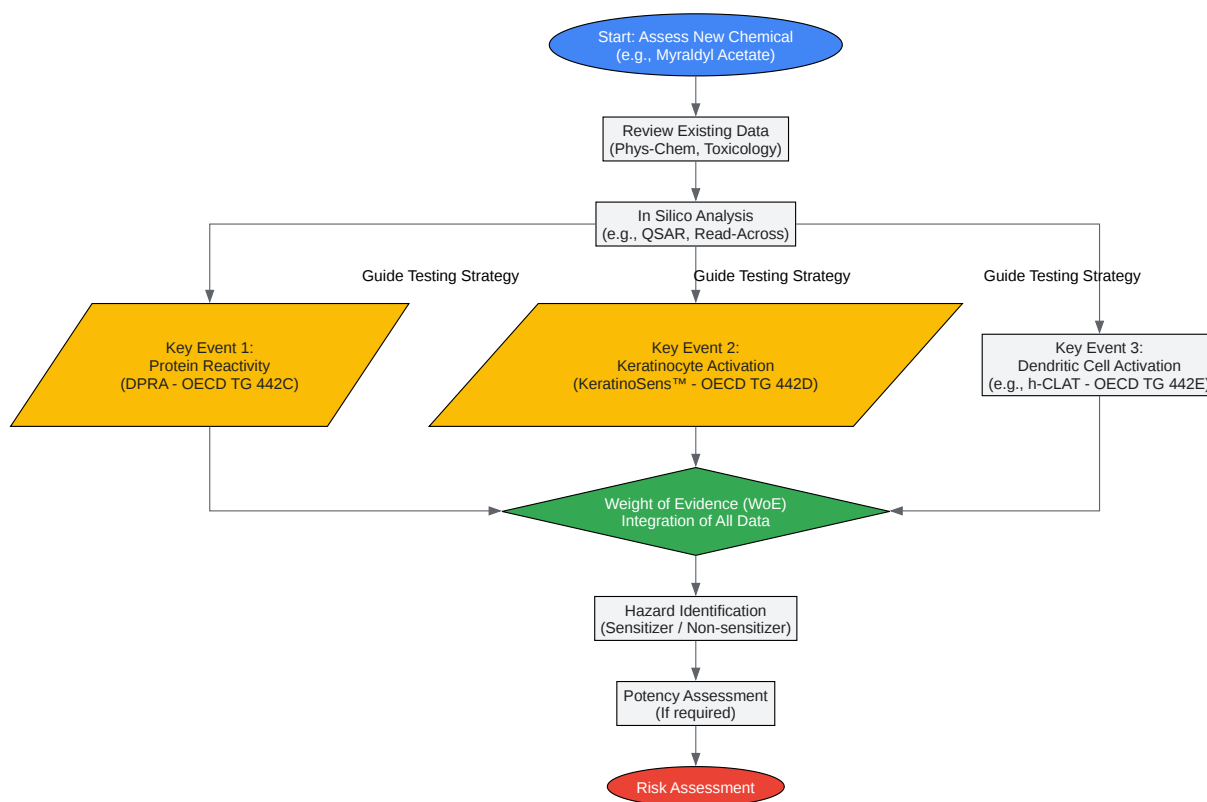 Start: Assess New Chemical
(e.g., Myraldyl Acetate)
Review Existing Data
(Phys-Chem, Toxicology)
In Silico Analysis
(e.g., QSAR, Read-Across)
Guide Testing Strategy
Guide Testing Strategy
Guide Testing Strategy
Key Event 1:
Protein Reactivity
(DPRA - OECD TG 442C)
Key Event 2:
Keratinocyte Activation
(KeratinoSens™ - OECD TG 442D)
Key Event 3:
Dendritic Cell Activation
(e.g., h-CLAT - OECD TG 442E)
Weight of Evidence (WoE)
Integration of All Data
Hazard Identification
(Sensitizer / Non-sensitizer)
Potency Assessment
(If required)
Risk Assessment